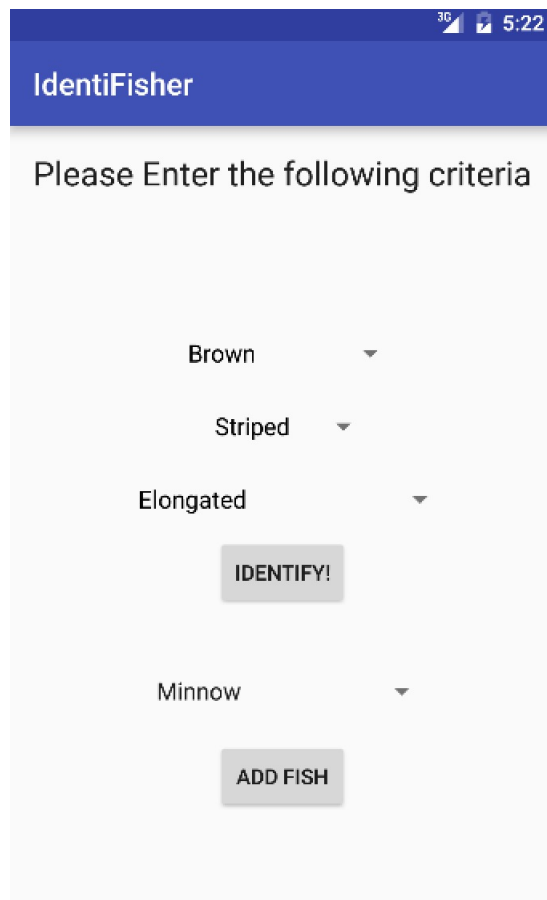 3G 5:22
IdentiFisher
Please Enter the following criteria
Brown
Striped
Elongated
IDENTIFY!
Minnow
ADD FISH